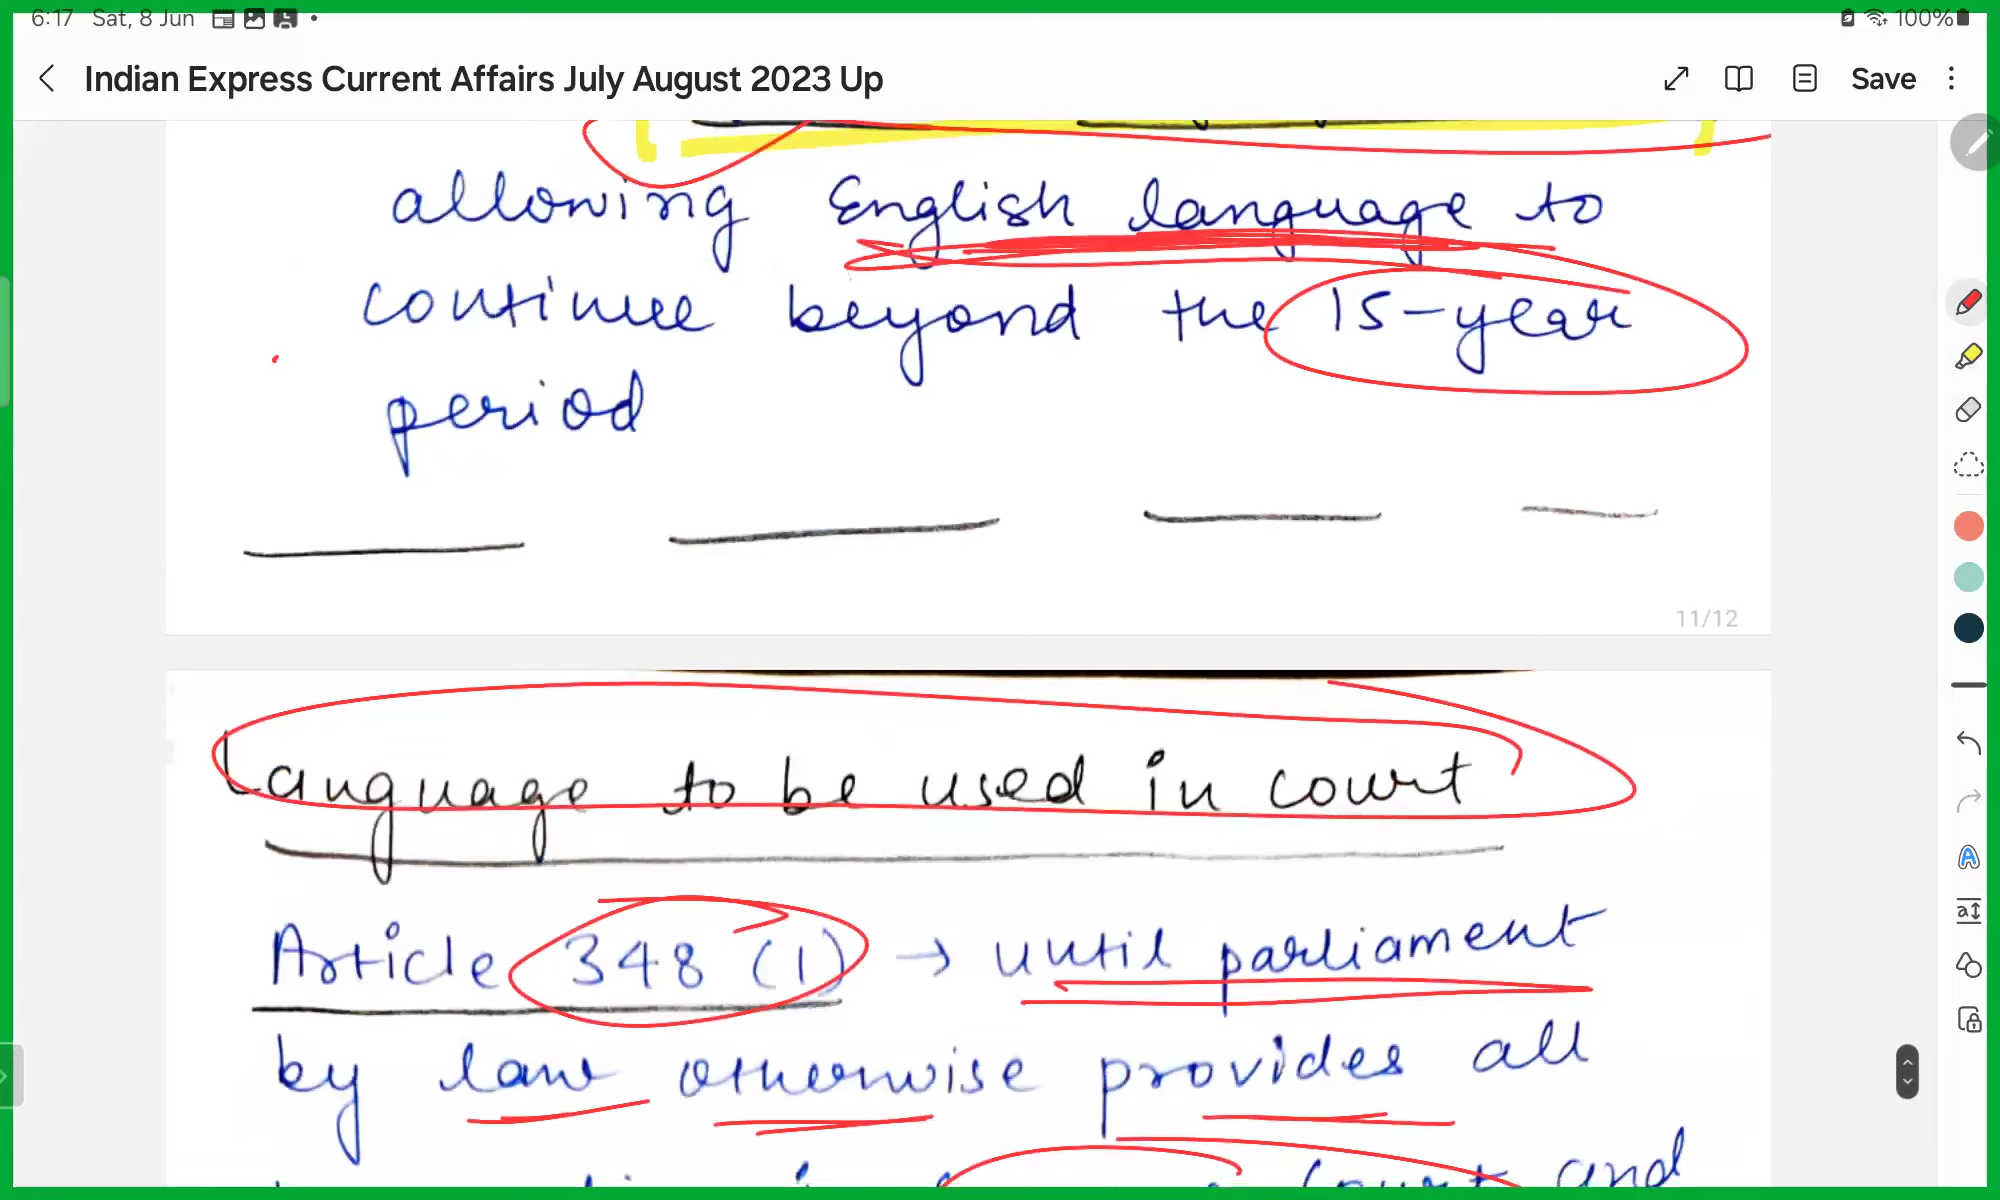 6:17 Sat, 8 Jun
100%
Indian Express Current Affairs July August 2023 Up
Save
allowing English language to
continue beyond the 15-year
period
11/12
Language to be used in court
Article 348 (1) → until parliament
by law otherwise provides all
court and